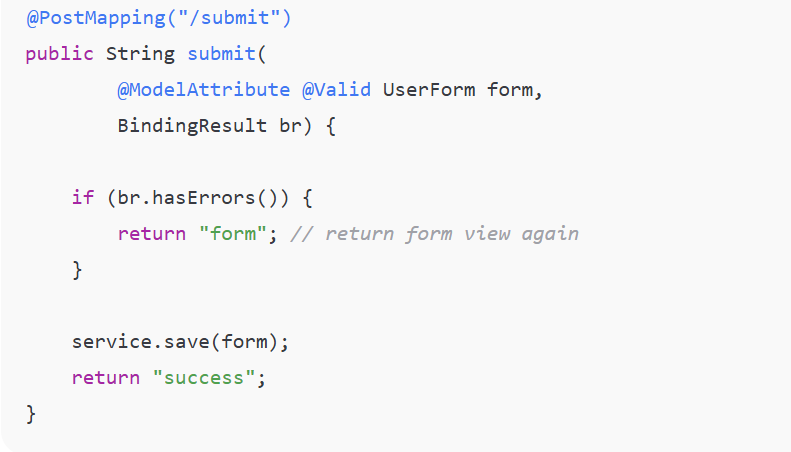 @PostMapping("/submit")
public String submit(
        @ModelAttribute @Valid UserForm form,
        BindingResult br) {

    if (br.hasErrors()) {
        return "form"; // return form view again
    }

    service.save(form);
    return "success";
}